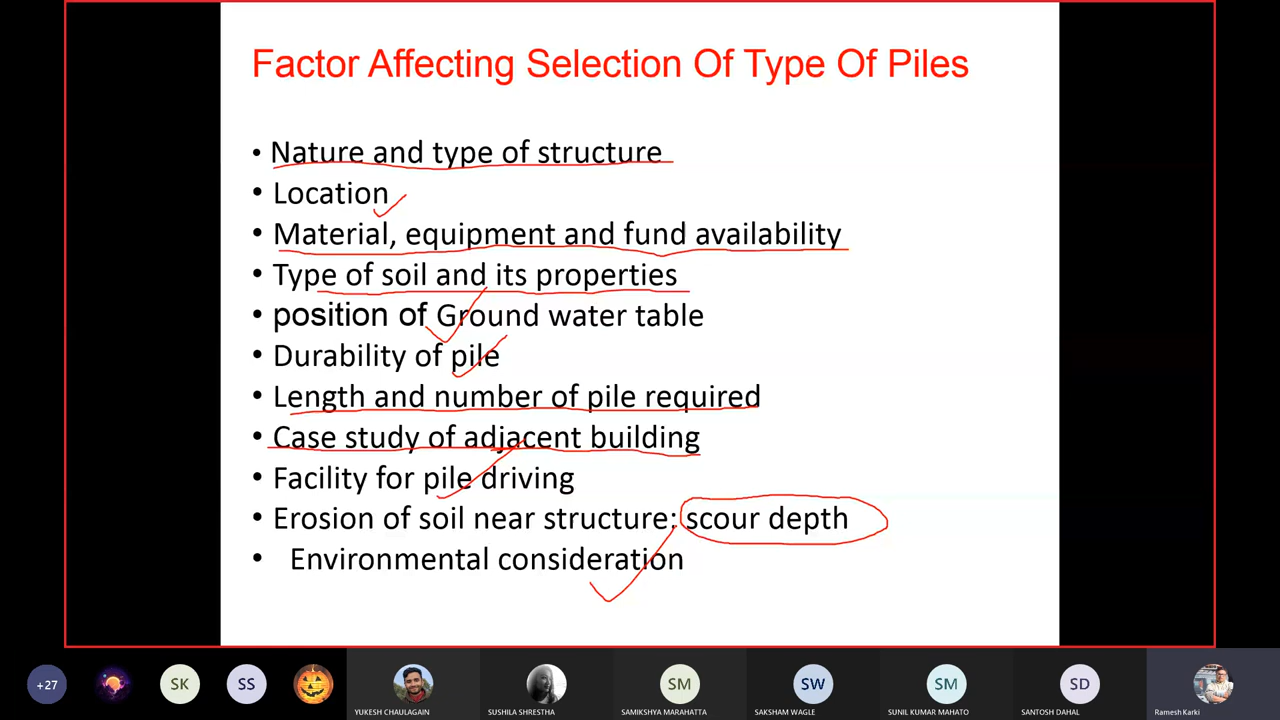 Factor Affecting Selection Of Type Of Piles
• Nature and type of structure
• Location
• Material, equipment and fund availability
• Type of soil and its properties
• position of Ground water table
• Durability of pile
• Length and number of pile required
• Case study of adjacent building
• Facility for pile driving
• Erosion of soil near structure: scour depth
• Environmental consideration
+27
SK
SS
SM
SW
SM
SD
YUKESH CHAULAGAIN
SUSHILA SHRESTHA
SAMIKSHYA MARAHATTA
SAKSHAM WAGLE
SUNIL KUMAR MAHATO
SANTOSH DAHAL
Ramesh Karki